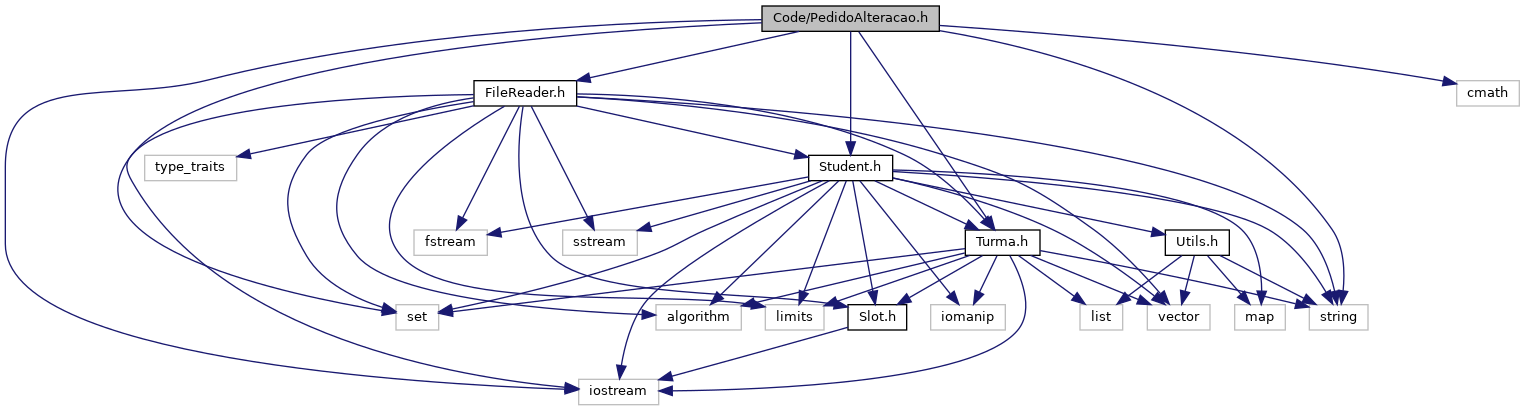 Code/PedidoAlteracao.h
FileReader.h
cmath
type_traits
Student.h
fstream
sstream
Turma.h
Utils.h
set
algorithm
limits
Slot.h
iomanip
list
vector
map
string
iostream